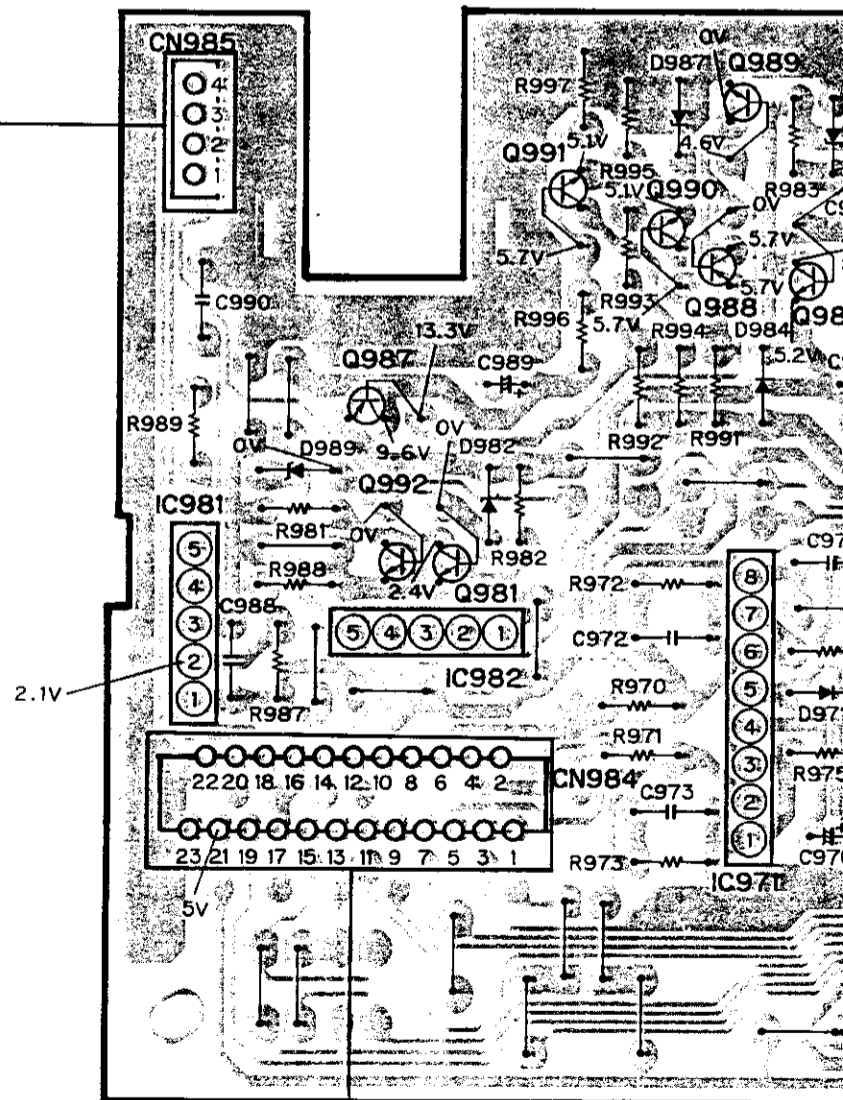 CN985
4
3
2
1
0V
D987
Q989
R997
5.1V
4.6V
Q991
R995
5.1V
Q990
R983
0V
5.7V
5.7V
5.7V
C990
R993
Q988
5.7V
R996
R994
D984
13.3V
Q987
C989
5.2V
R989
R992
R991
0V
D989
9.6V
0V
D982
Q992
IC981
5
4
3
2
1
R981
0V
R982
R988
2.4V
Q981
C988
R972
C972
5 4 3 2 1
IC982
2.1V
R987
R970
R971
8
7
6
5
4
3
2
1
R975
22 20 18 16 14 12 10 8 6 4 2
CN984
C973
23 21 19 17 15 13 11 9 7 5 3 1
R973
IC971
5V